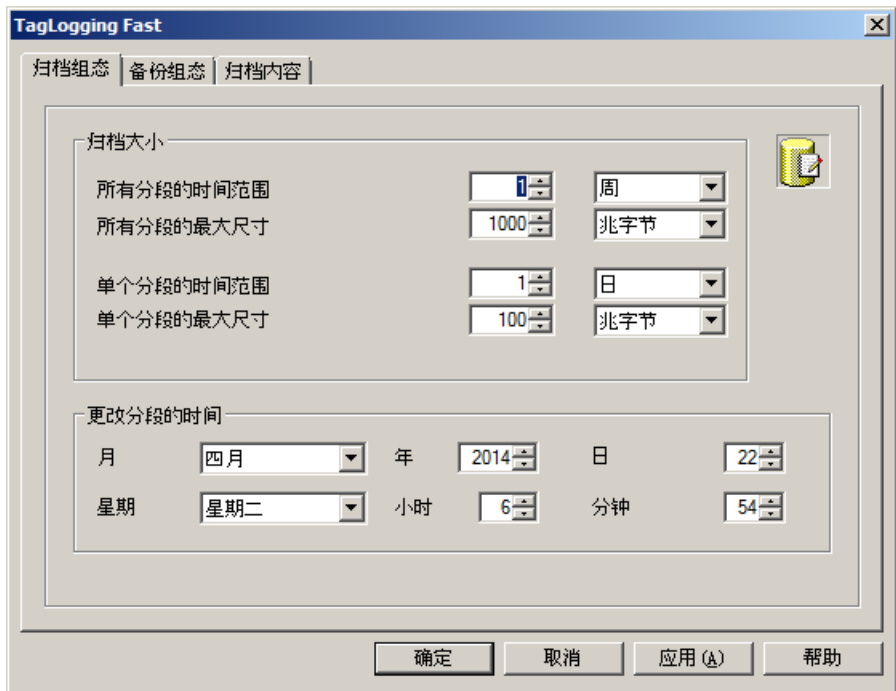 TagLogging Fast
归档组态 备份组态 归档内容
归档大小
所有分段的时间范围 1 周
所有分段的最大尺寸 1000 兆字节
单个分段的时间范围 1 日
单个分段的最大尺寸 100 兆字节
更改分段的时间
月 四月 年 2014 日 22
星期 星期二 小时 6 分钟 54
确定 取消 应用(A) 帮助